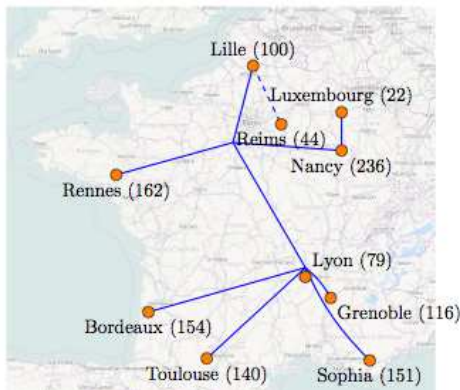 Lille (100)
Luxembourg (22)
Reims (44)
Nancy (236)
Rennes (162)
Lyon (79)
Grenoble (116)
Bordeaux (154)
Toulouse (140)
Sophia (151)